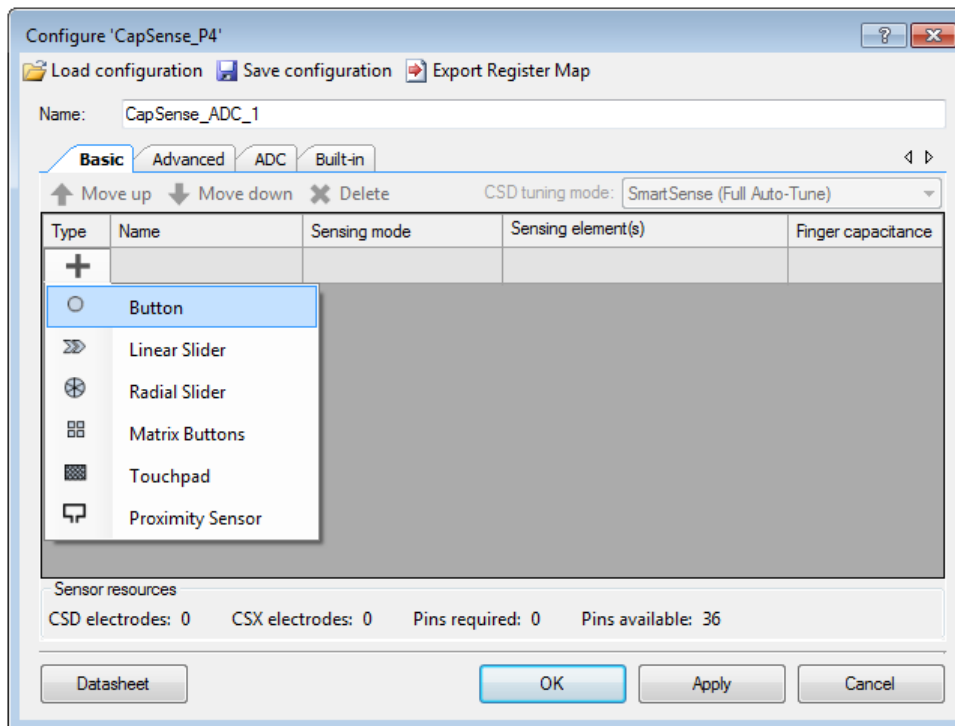 Configure 'CapSense_P4'
Load configuration Save configuration Export Register Map
Name: CapSense_ADC_1
Basic Advanced ADC Built-in
Move up Move down Delete CSD tuning mode: SmartSense (Full Auto-Tune)
Type Name Sensing mode Sensing element(s) Finger capacitance
Button
Linear Slider
Radial Slider
Matrix Buttons
Touchpad
Proximity Sensor
Sensor resources
CSD electrodes: 0 CSX electrodes: 0 Pins required: 0 Pins available: 36
Datasheet OK Apply Cancel